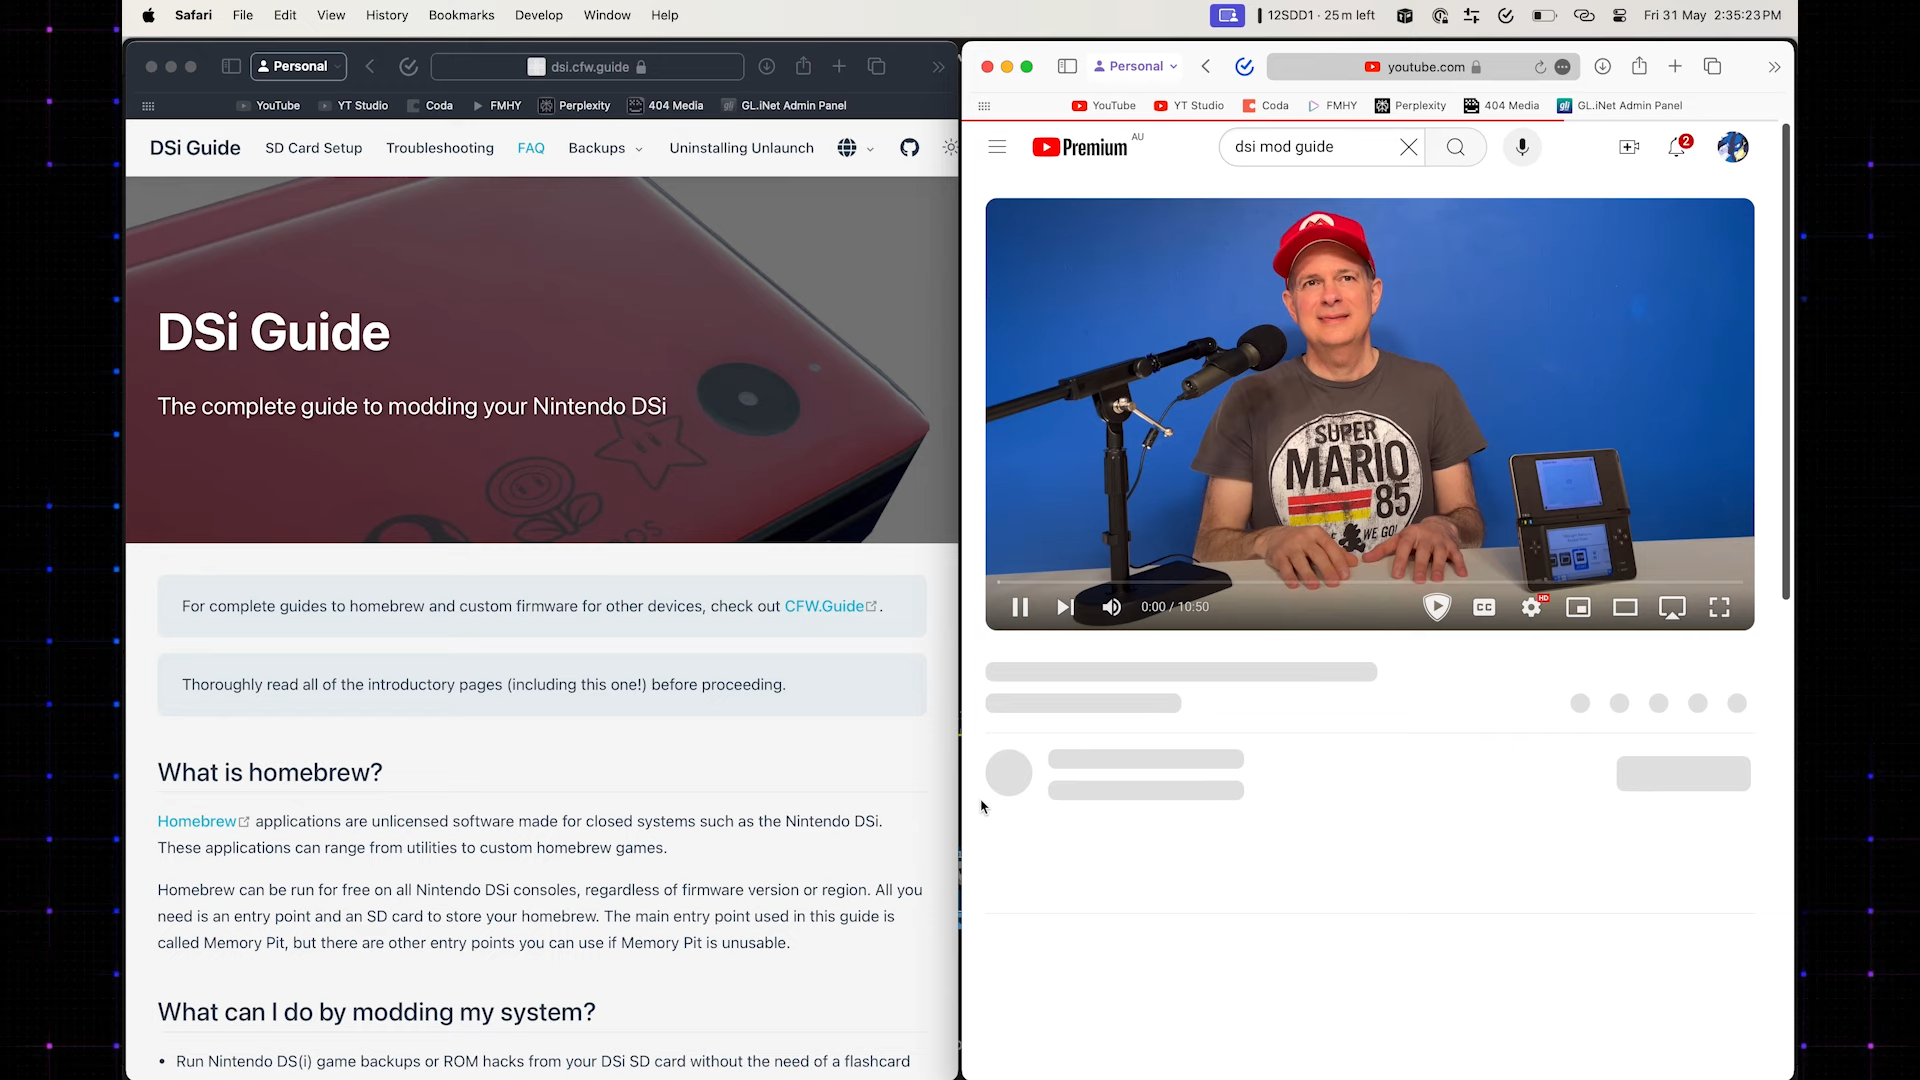 Safari File Edit View History Bookmarks Develop Window Help
12SDD1 · 25 m left Fri 31 May 2:35:23 PM
Personal
dsi.cfw.guide
YouTube YT Studio Coda FMHY Perplexity 404 Media GL.iNet Admin Panel
DSi Guide SD Card Setup Troubleshooting FAQ Backups Uninstalling Unlaunch
DSi Guide
The complete guide to modding your Nintendo DSi
For complete guides to homebrew and custom firmware for other devices, check out CFW.Guide.
Thoroughly read all of the introductory pages (including this one!) before proceeding.
What is homebrew?
Homebrew applications are unlicensed software made for closed systems such as the Nintendo DSi.
These applications can range from utilities to custom homebrew games.
Homebrew can be run for free on all Nintendo DSi consoles, regardless of firmware version or region. All you
need is an entry point and an SD card to store your homebrew. The main entry point used in this guide is
called Memory Pit, but there are other entry points you can use if Memory Pit is unusable.
What can I do by modding my system?
• Run Nintendo DS(i) game backups or ROM hacks from your DSi SD card without the need of a flashcard
Personal
youtube.com
YouTube YT Studio Coda FMHY Perplexity 404 Media gli GL.iNet Admin Panel
Premium AU
dsi mod guide
2
M
SUPER
MARIO
85
WE GO!
0:00 / 10:50
CC
HD